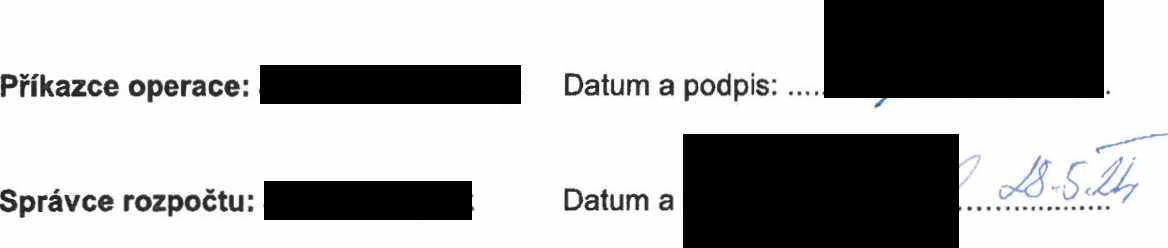 Příkazce operace: Datum a podpis: ......
Správce rozpočtu: Datum a 28.5.24